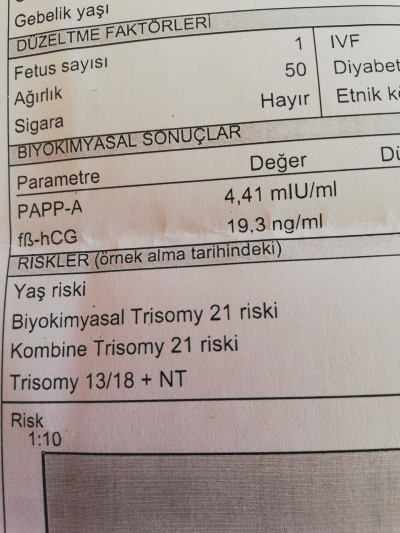 Gebelik yaşı
DÜZELTME FAKTÖRLERİ
Fetus sayısı 1 IVF
Ağırlık 50 Diyabet
Sigara Hayır Etnik kö
BİYOKİMYASAL SONUÇLAR
Parametre Değer Dü
PAPP-A 4,41 mIU/ml
fß-hCG 19,3 ng/ml
RİSKLER (örnek alma tarihindeki)
Yaş riski
Biyokimyasal Trisomy 21 riski
Kombine Trisomy 21 riski
Trisomy 13/18 + NT
Risk
1:10